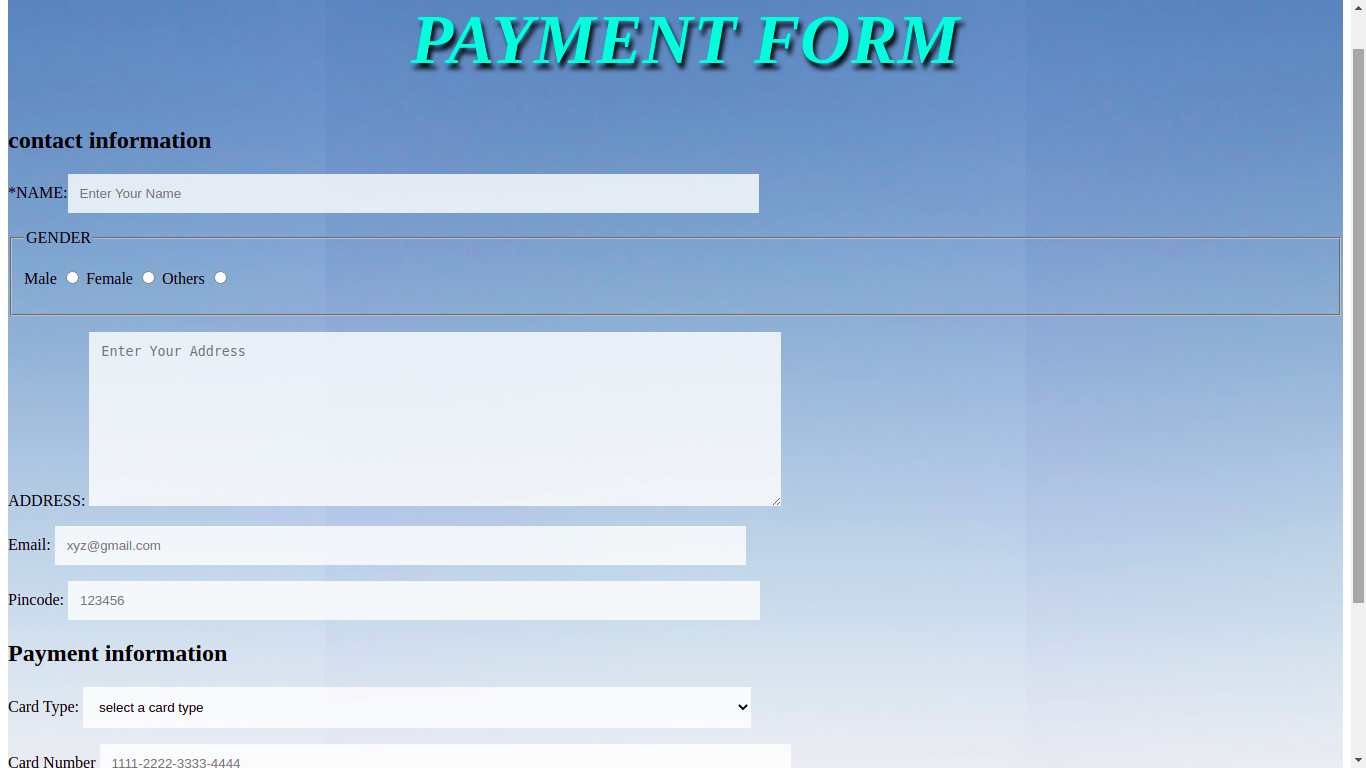 PAYMENT FORM
contact information
*NAME: Enter Your Name
GENDER
Male Female Others
Enter Your Address
ADDRESS:
Email: xyz@gmail.com
Pincode: 123456
Payment information
Card Type: select a card type
Card Number 1111-2222-3333-4444